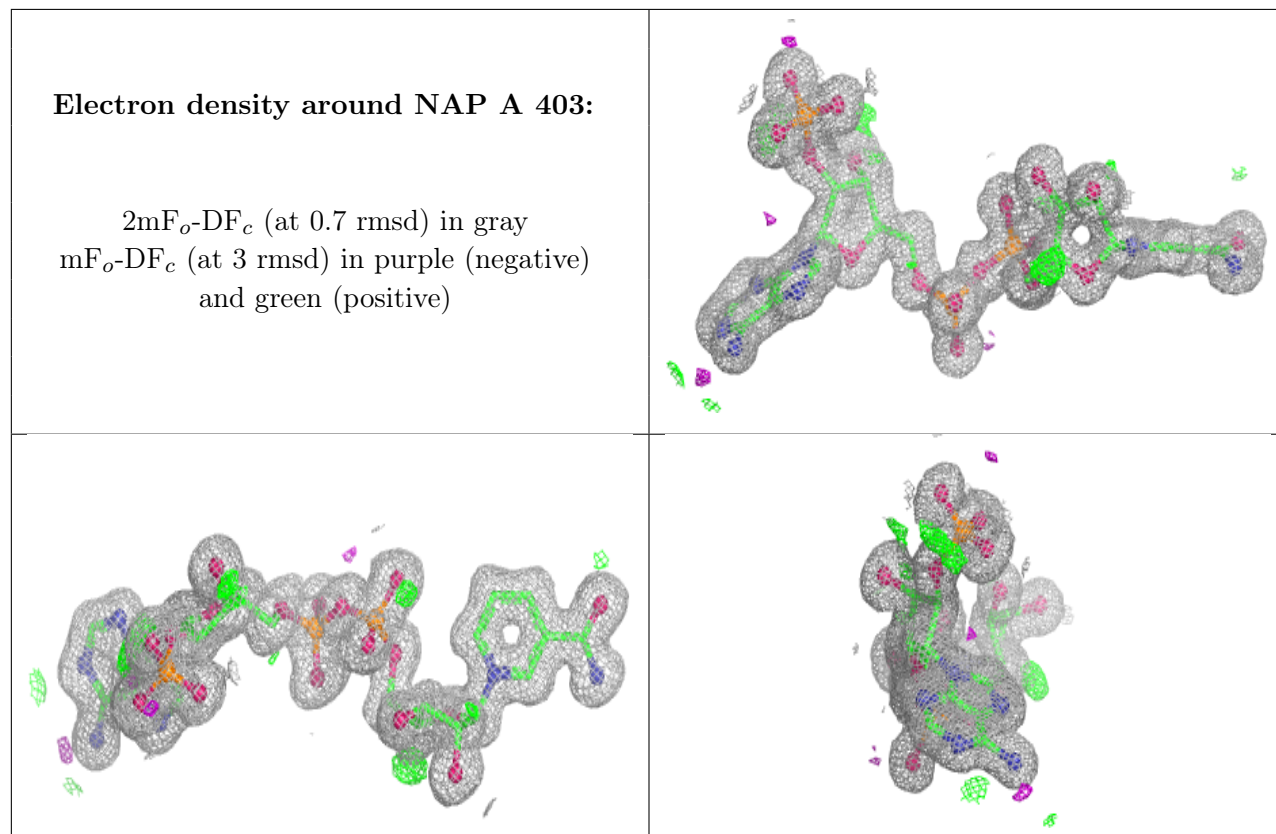 Electron density around NAP A 403:
2mFo-DFc (at 0.7 rmsd) in gray
mFo-DFc (at 3 rmsd) in purple (negative)
and green (positive)